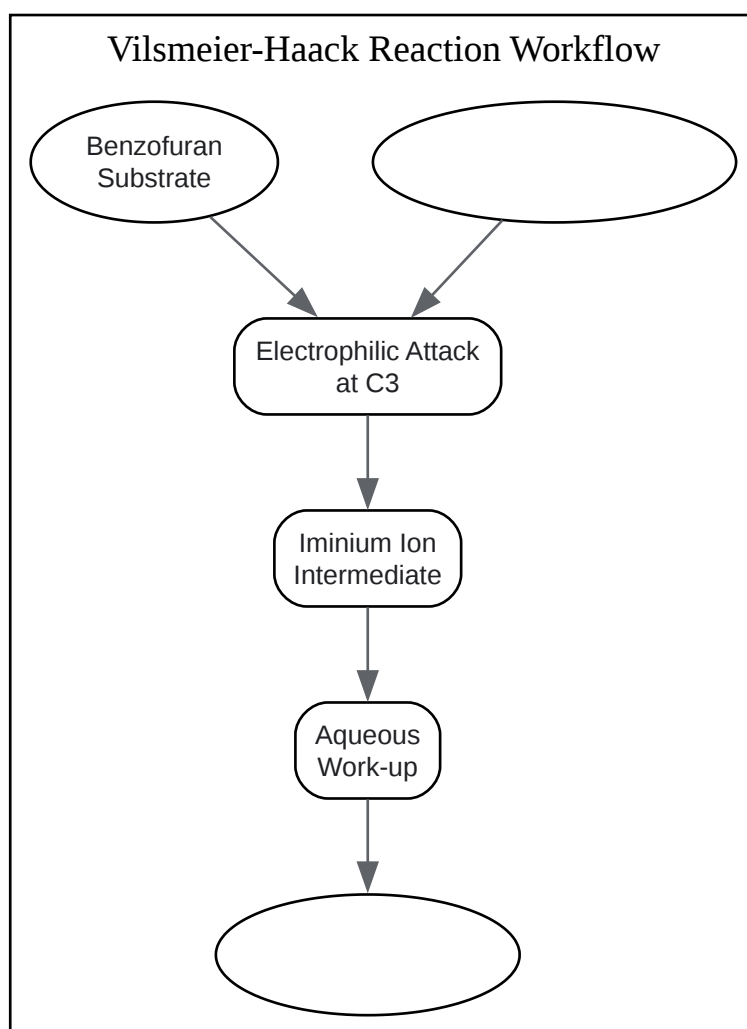 Vilsmeier-Haack Reaction Workflow
Benzofuran
Substrate
Electrophilic Attack
at C3
Iminium Ion
Intermediate
Aqueous
Work-up